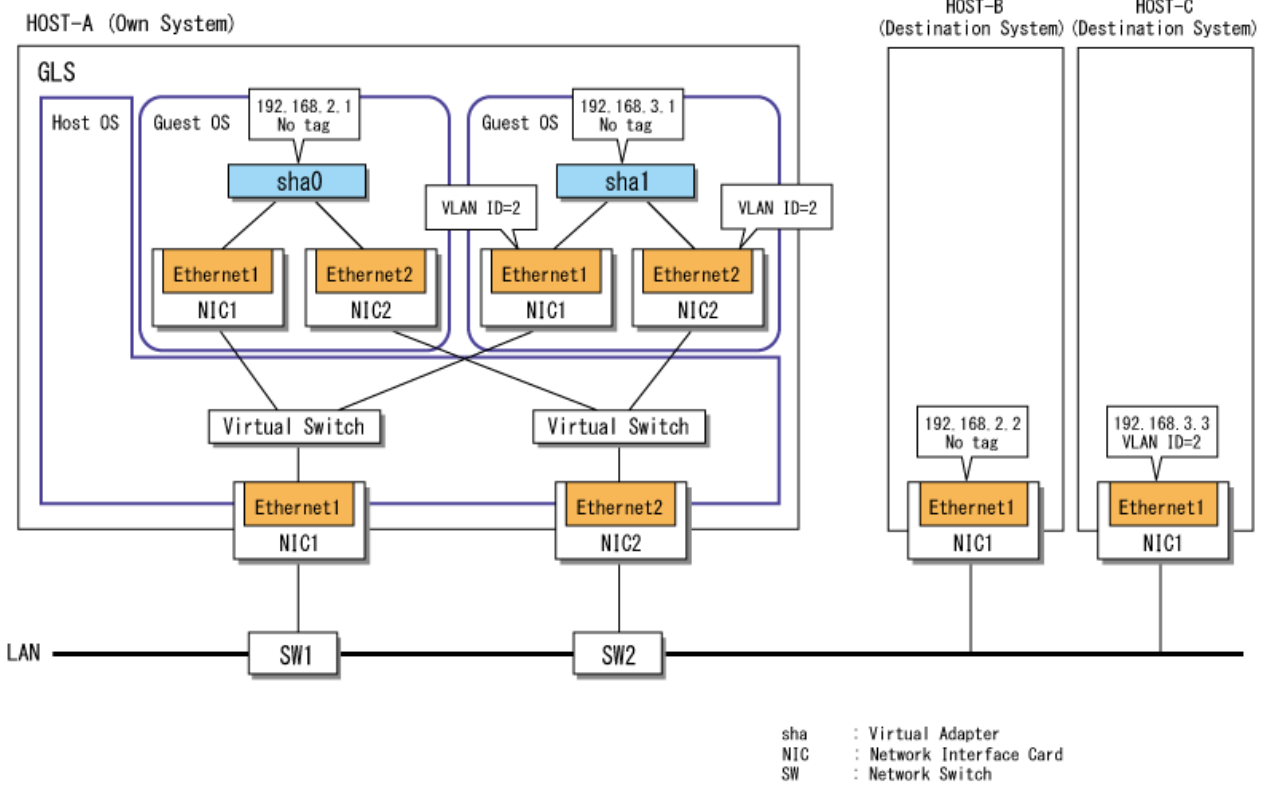 HOST-A (Own System)
HOST-B
(Destination System)
HOST-C
(Destination System)
GLS
Host OS
Guest OS
192.168.2.1
No tag
Guest OS
192.168.3.1
No tag
sha0
sha1
VLAN ID=2
VLAN ID=2
Ethernet1
NIC1
Ethernet2
NIC2
Ethernet1
NIC1
Ethernet2
NIC2
Virtual Switch
Virtual Switch
192.168.2.2
No tag
192.168.3.3
VLAN ID=2
Ethernet1
NIC1
Ethernet2
NIC2
Ethernet1
NIC1
Ethernet1
NIC1
LAN
SW1
SW2
sha : Virtual Adapter
NIC : Network Interface Card
SW : Network Switch